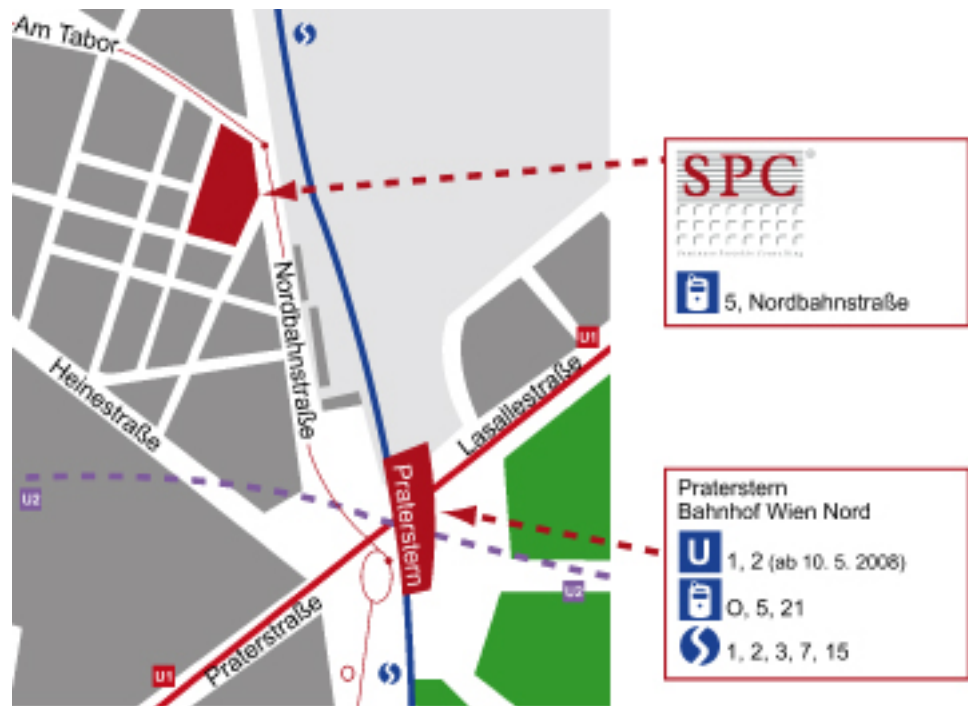 Am Tabor
SPC®
5, Nordbahnstraße
Nordbahnstraße
U1
Heinestraße
Lasallestraße
Praterstern
U2
U2
Praterstern
Bahnhof Wien Nord
U 1, 2 (ab 10. 5. 2008)
O, 5, 21
1, 2, 3, 7, 15
Praterstraße
U1
O